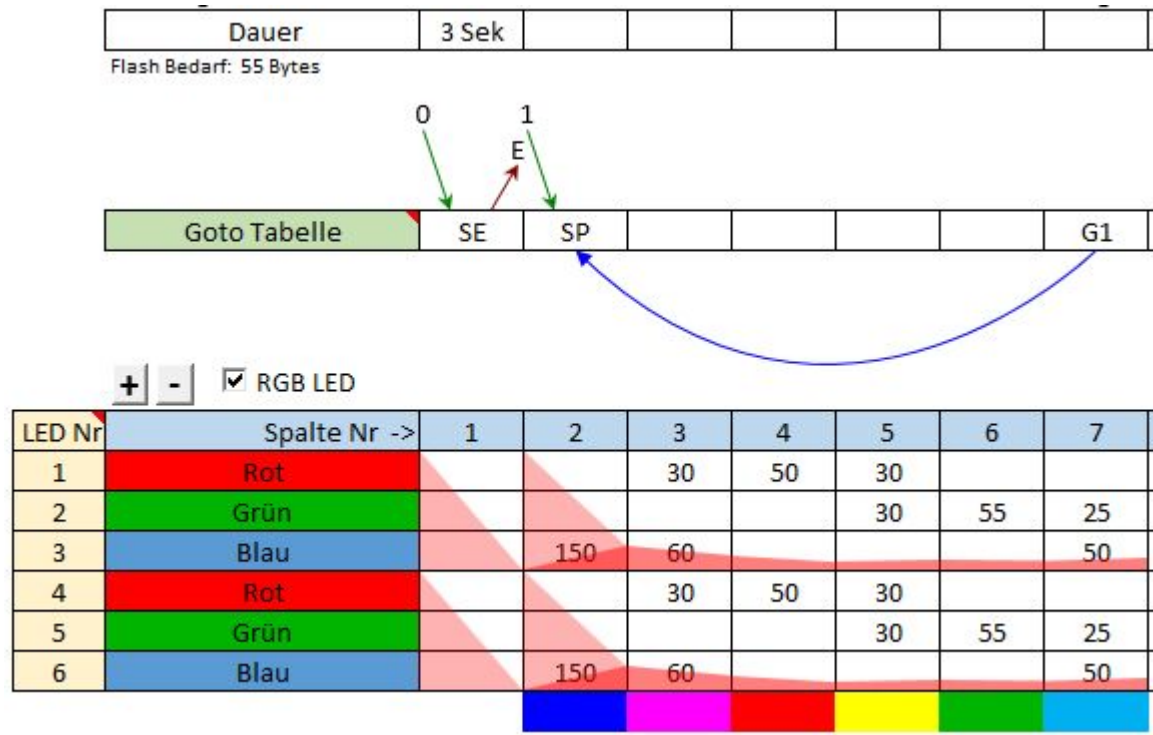 Dauer 3 Sek
Flash Bedarf: 55 Bytes
0 1
E
Goto Tabelle SE SP G1
+ - RGB LED
LED Nr Spalte Nr -> 1 2 3 4 5 6 7
1 Rot 30 50 30
2 Grün 30 55 25
3 Blau 150 60 50
4 Rot 30 50 30
5 Grün 30 55 25
6 Blau 150 60 50